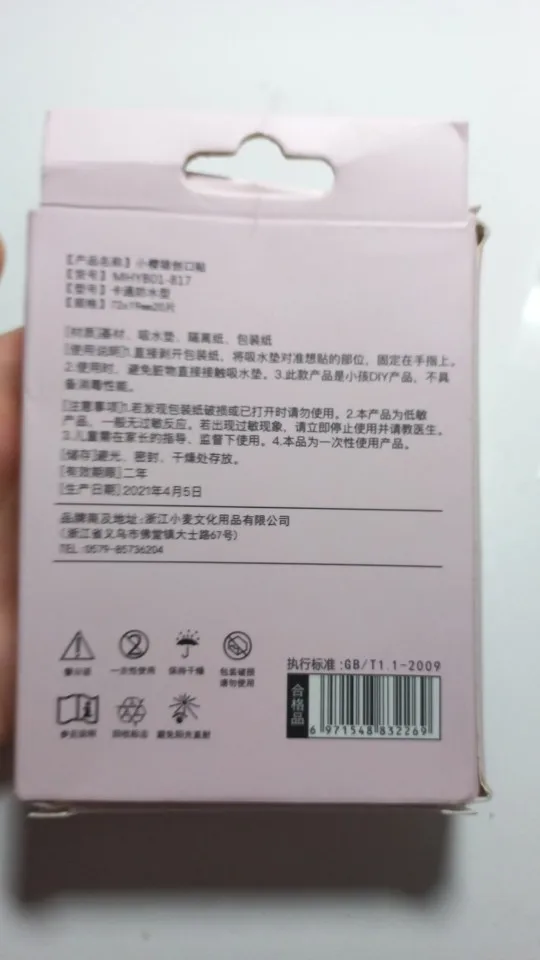 【产品名称】小樱桃创口贴
【货号】MHYB01-817
【型号】卡通防水型
【规格】72x19mm20片
[材质]基材、吸水垫、隔离纸、包装纸
[使用说明]1.直接剥开包装纸，将吸水垫对准想贴的部位，固定在手指上。
2.使用时，避免脏物直接接触吸水垫。3.此款产品是小孩DIY产品，不具
备消毒性能。
[注意事项]1.若发现包装纸破损或已打开时请勿使用。2.本产品为低敏
产品，一般无过敏反应。若出现过敏现象，请立即停止使用并请教医生。
3.儿童需在家长的指导、监督下使用。4.本品为一次性使用产品。
[储存]避光、密封、干燥处存放。
[有效期限]二年
[生产日期]2021年4月5日
品牌商及地址:浙江小麦文化用品有限公司
(浙江省义乌市佛堂镇大士路67号)
TEL:0579-85736204
一次性使用 保持干燥 包装破损
请勿使用
参见说明 回收标志 避免阳光直射
执行标准:GB/T1.1-2009
合格品
6971548832269